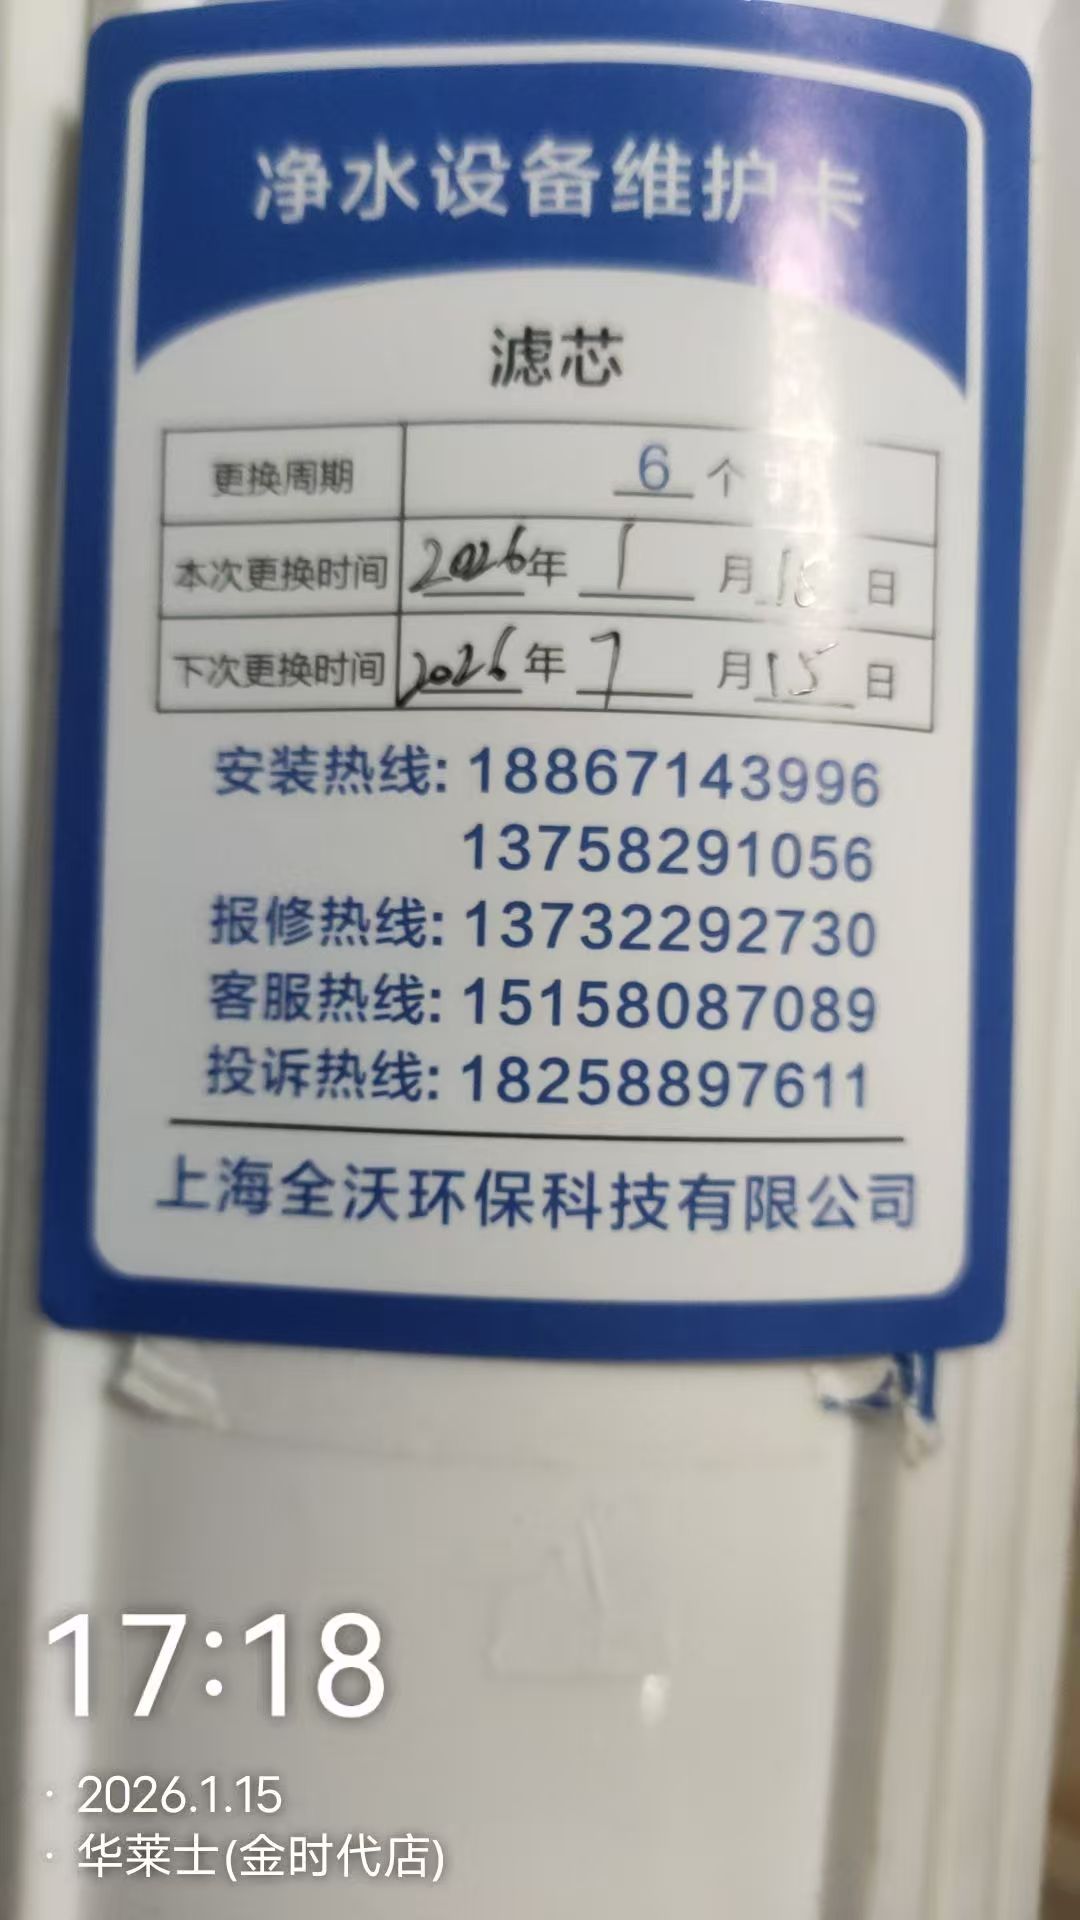 净水设备维护卡
滤芯
更换周期 6 个
本次更换时间 2026年 1 月 15 日
下次更换时间 2026年 7 月 15 日
安装热线: 18867143996
13758291056
报修热线: 13732292730
客服热线: 15158087089
投诉热线: 18258897611
上海全沃环保科技有限公司
17:18
· 2026.1.15
· 华莱士(金时代店)